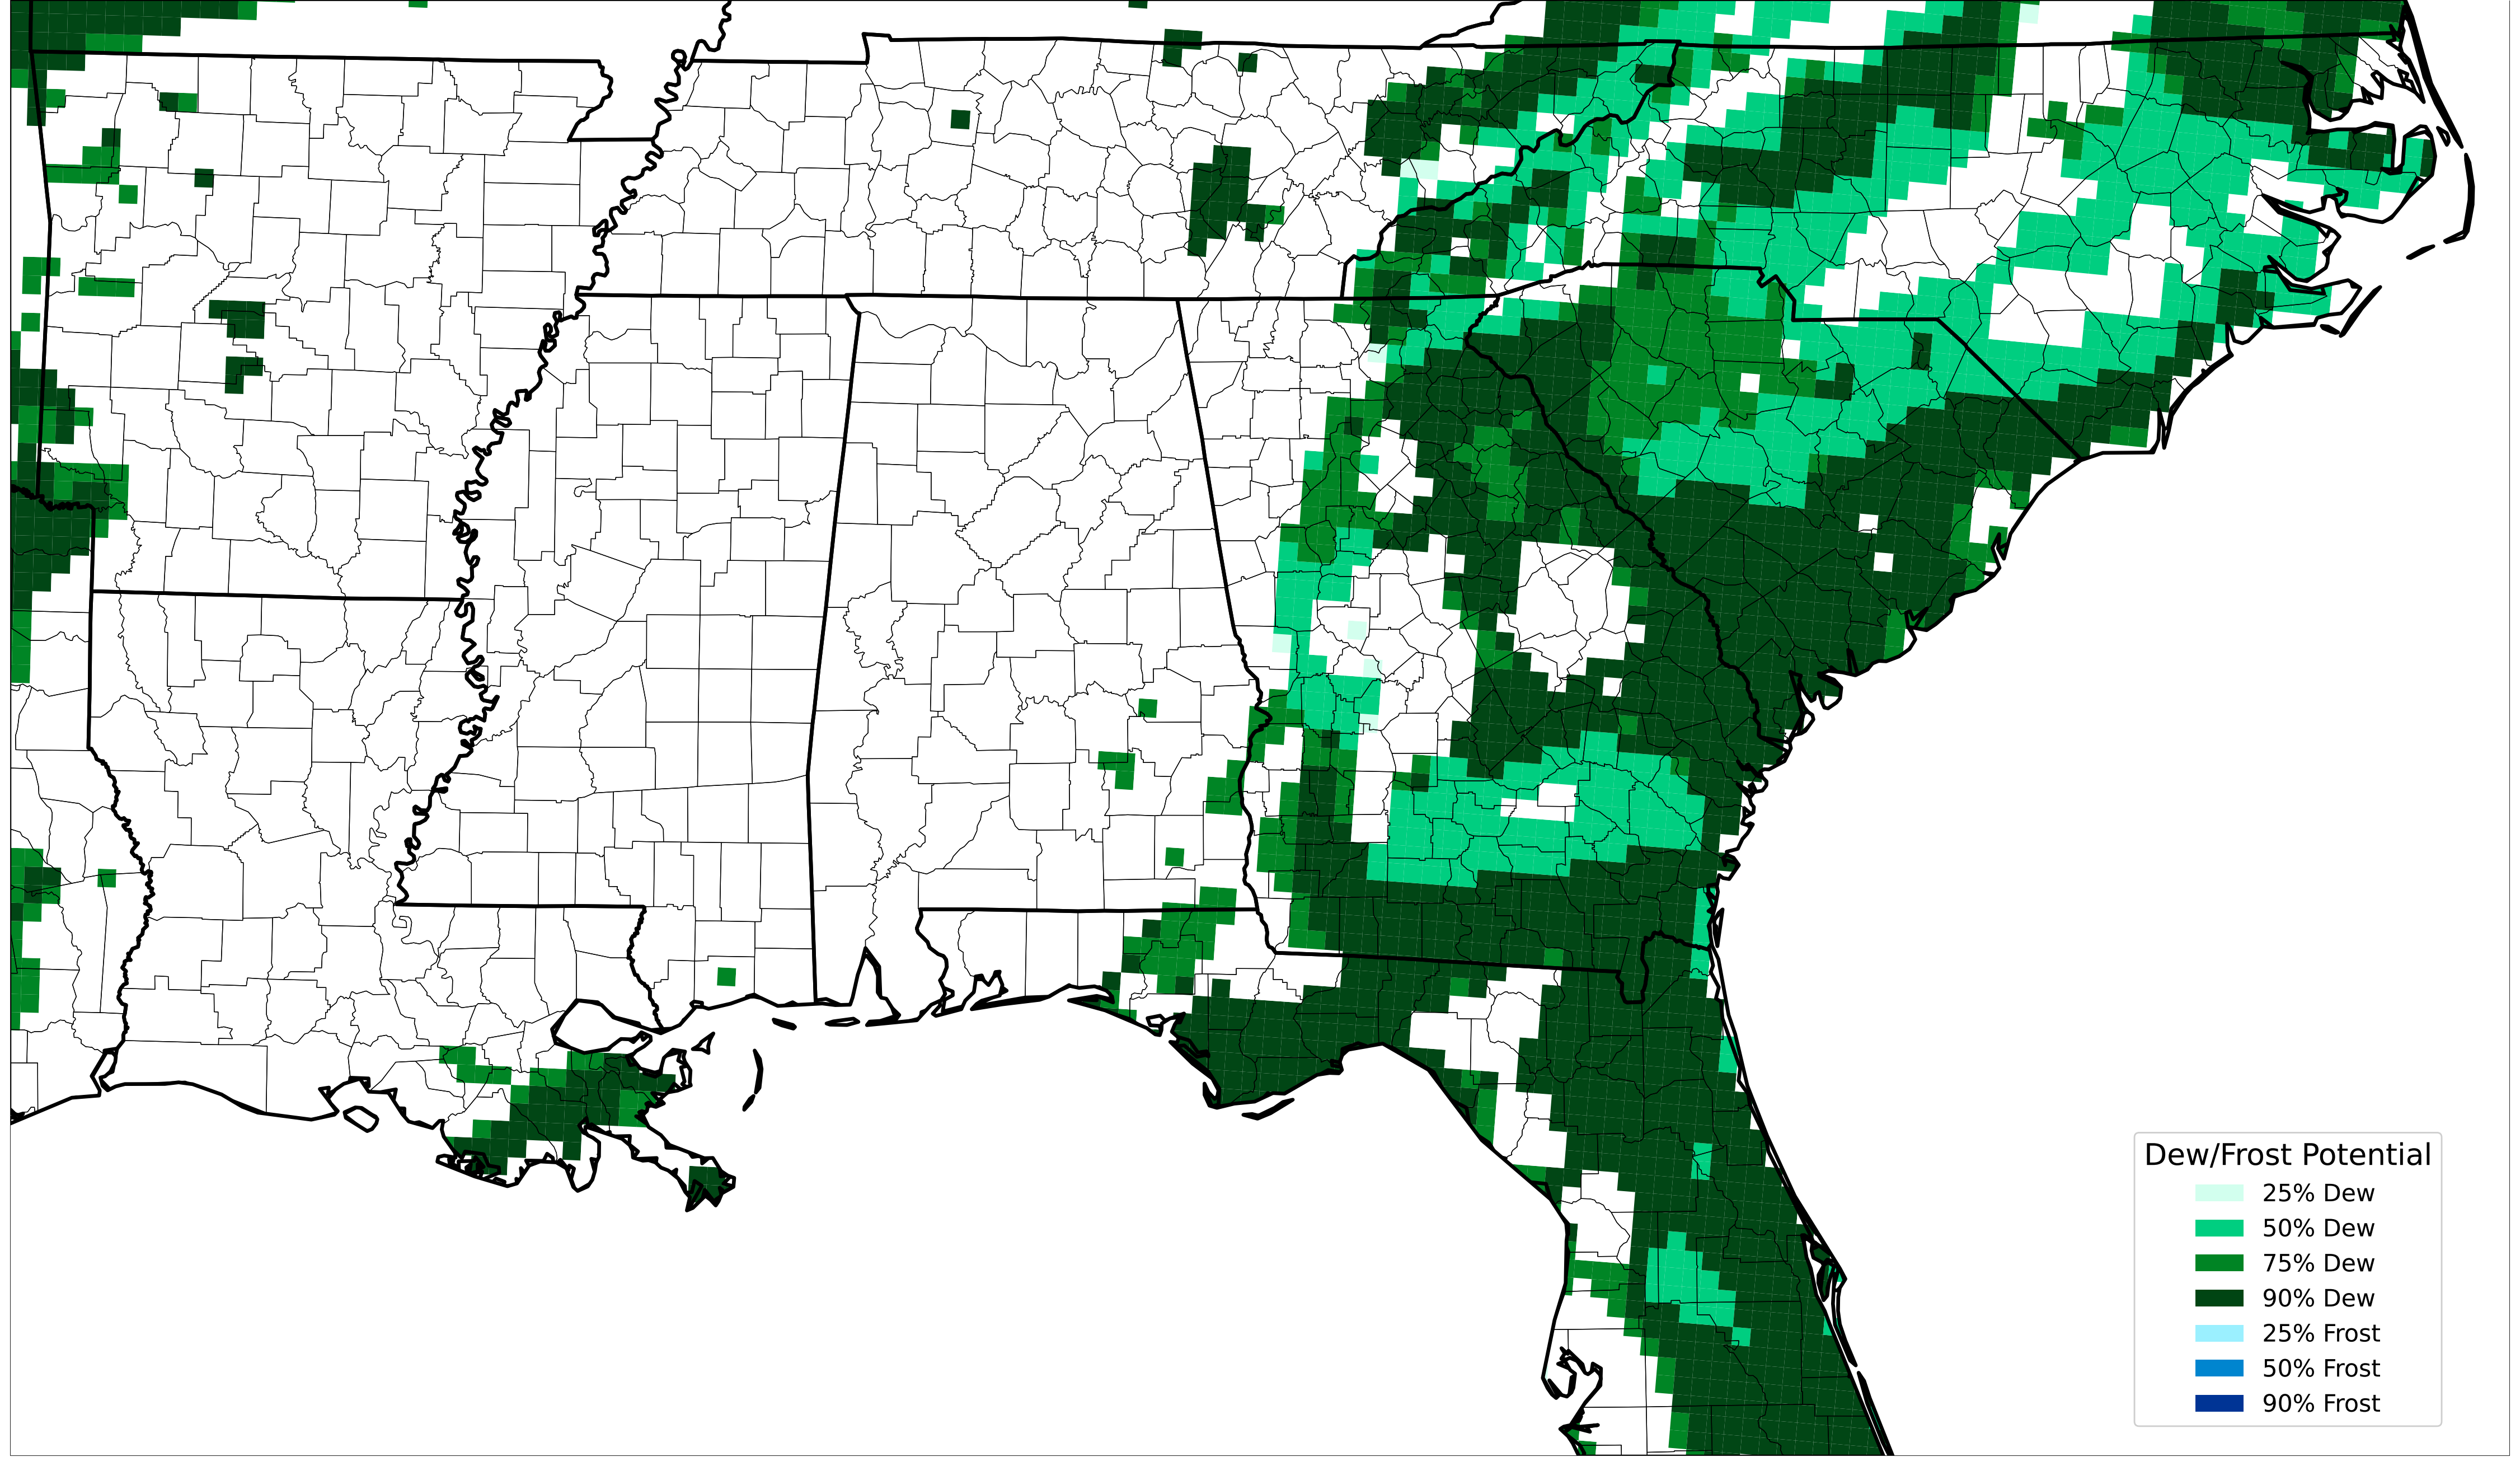 Dew/Frost Potential
25% Dew
50% Dew
75% Dew
90% Dew
25% Frost
50% Frost
90% Frost